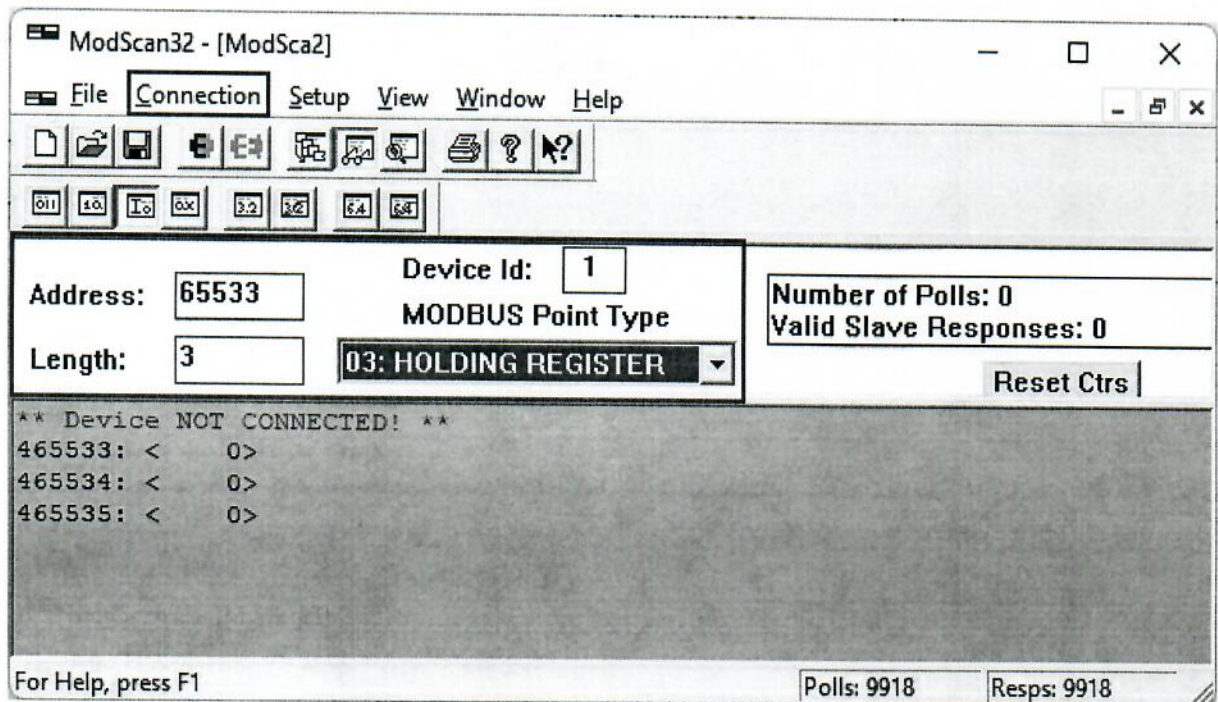 ModScan32 - [ModSca2]
File Connection Setup View Window Help
Address: 65533
Device Id: 1
MODBUS Point Type
Length: 3
03: HOLDING REGISTER
Number of Polls: 0
Valid Slave Responses: 0
Reset Ctrs
** Device NOT CONNECTED! **
465533: < 0>
465534: < 0>
465535: < 0>
For Help, press F1
Polls: 9918
Resps: 9918